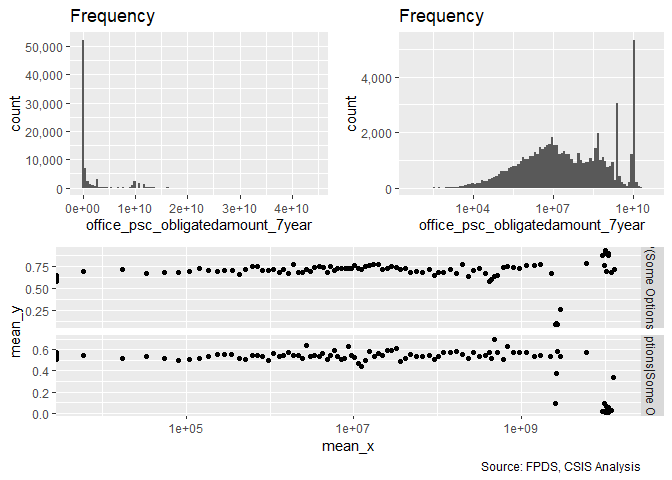 Frequency
50,000
40,000
30,000
20,000
10,000
0
count
0e+00 1e+10 2e+10 3e+10 4e+10
office_psc_obligatedamount_7year
Frequency
4,000
2,000
0
count
1e+04 1e+07 1e+10
office_psc_obligatedamount_7year
mean_y
0.75
0.50
0.25
'(Some Options
0.6
0.4
0.2
0.0
ptions|Some O
1e+05 1e+07 1e+09
mean_x
Source: FPDS, CSIS Analysis